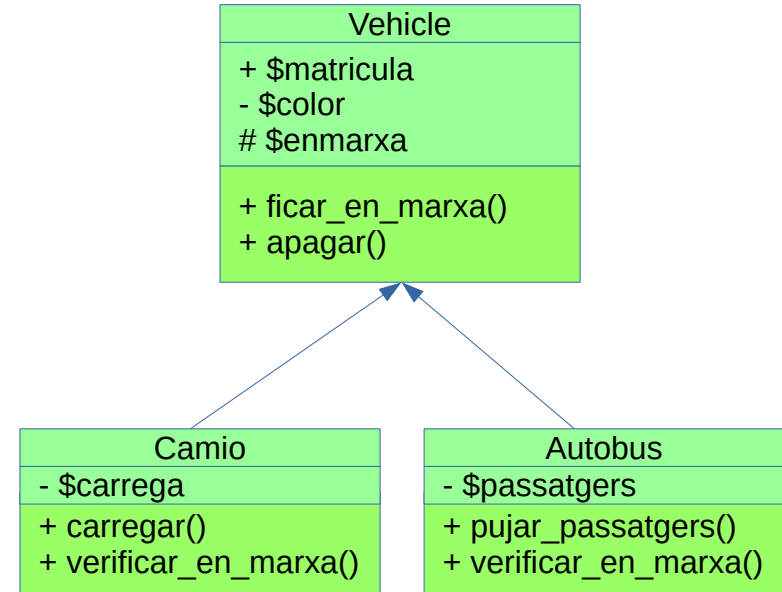 Vehicle
+ $matricula
- $color
# $enmarxa
+ ficar_en_marxa()
+ apagar()
Camio
- $carrega
+ carregar()
+ verificar_en_marxa()
Autobus
- $passatgers
+ pujar_passatgers()
+ verificar_en_marxa()